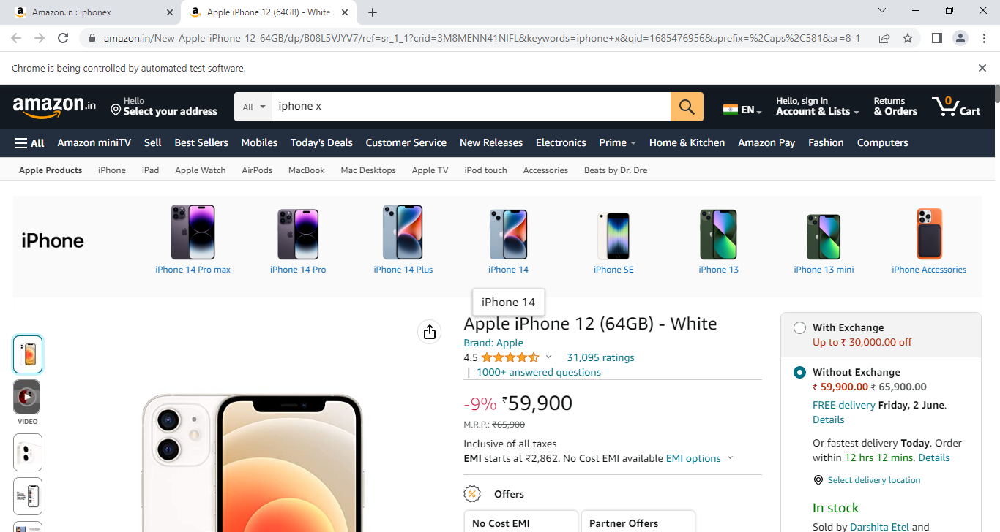 Amazon.in : iphonex
Apple iPhone 12 (64GB) - White
amazon.in/New-Apple-iPhone-12-64GB/dp/B08L5VJYV7/ref=sr_1_1?crid=3M8MENN41NIFL&keywords=iphone+x&qid=1685476956&sprefix=%2Caps%2C581&sr=8-1
Chrome is being controlled by automated test software.
amazon.in
Hello
Select your address
All
iphone x
EN
Hello, sign in
Account & Lists
Returns
& Orders
0
Cart
All Amazon miniTV Sell Best Sellers Mobiles Today's Deals Customer Service New Releases Electronics Prime Home & Kitchen Amazon Pay Fashion Computers
Apple Products iPhone iPad Apple Watch AirPods MacBook Mac Desktops Apple TV iPod touch Accessories Beats by Dr. Dre
iPhone
iPhone 14 Pro max iPhone 14 Pro iPhone 14 Plus iPhone 14 iPhone SE iPhone 13 iPhone 13 mini iPhone Accessories
iPhone 14
VIDEO
Apple iPhone 12 (64GB) - White
Brand: Apple
4.5 31,095 ratings
| 1000+ answered questions
-9% ₹59,900
M.R.P.: ₹65,900
Inclusive of all taxes
EMI starts at ₹2,862. No Cost EMI available EMI options
Offers
No Cost EMI
Partner Offers
With Exchange
Up to ₹ 30,000.00 off
Without Exchange
₹ 59,900.00 ₹ 65,900.00
FREE delivery Friday, 2 June.
Details
Or fastest delivery Today. Order
within 12 hrs 12 mins. Details
Select delivery location
In stock
Sold by Darshita Etel and